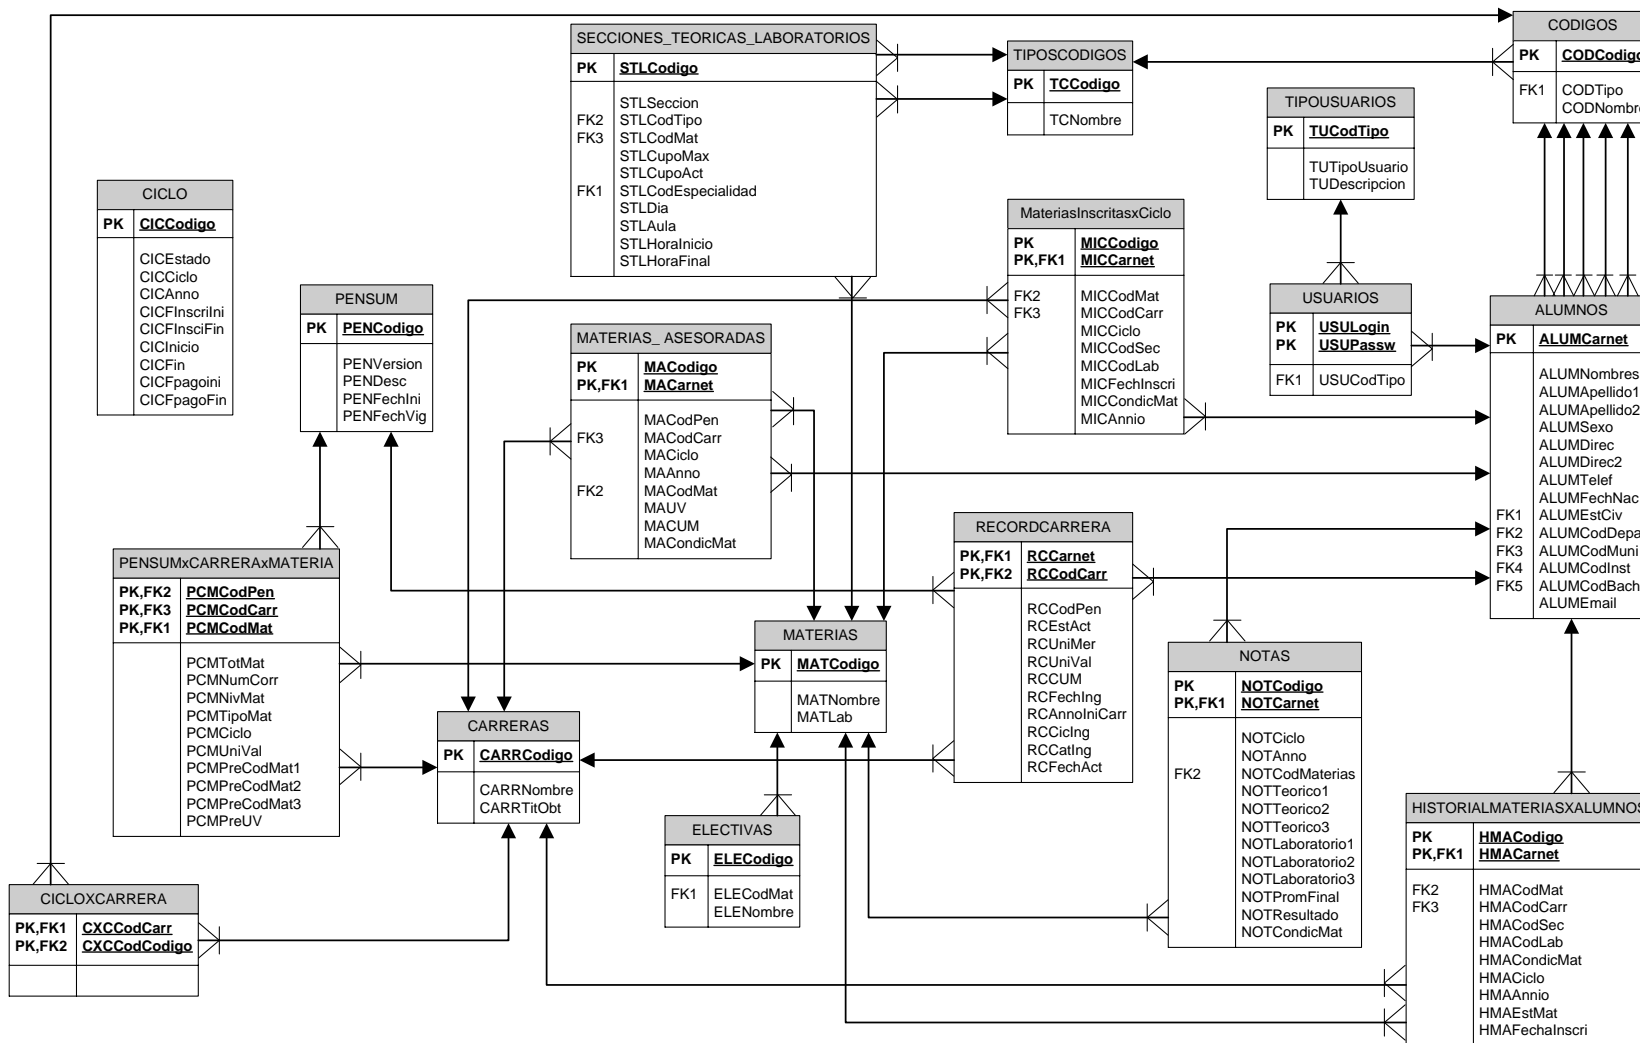 SECCIONES_TEORICAS_LABORATORIOS
PK STLCodigo
STLSeccion
FK2 STLCodTipo
FK3 STLCodMat
STLCupoMax
STLCupoAct
FK1 STLCodEspecialidad
STLDia
STLAula
STLHoraInicio
STLHoraFinal
TIPOSCODIGOS
PK TCCodigo
TCNombre
CODIGOS
PK CODCodigo
FK1 CODTipo
CODNombre
TIPOUSUARIOS
PK TUCodTipo
TUTipoUsuario
TUDescripcion
CICLO
PK CICCodigo
CICEstado
CICCiclo
CICAnno
CICFInscriIni
CICFInsciFin
CICInicio
CICFin
CICFpagoini
CICFpagoFin
PENSUM
PK PENCodigo
PENVersion
PENDesc
PENFechIni
PENFechVig
MateriasInscritasxCiclo
PK MICCodigo
PK,FK1 MICCarnet
FK2 MICCodMat
FK3 MICCodCarr
MICCiclo
MICCodSec
MICCodLab
MICFechInscri
MICCondicMat
MICAnnio
USUARIOS
PK USULogin
PK USUPassw
FK1 USUCodTipo
ALUMNOS
PK ALUMCarnet
ALUMNombres
ALUMApellido1
ALUMApellido2
ALUMSexo
ALUMDirec
ALUMDirec2
ALUMTelef
ALUMFechNac
FK1 ALUMEstCiv
FK2 ALUMCodDepa
FK3 ALUMCodMuni
FK4 ALUMCodInst
FK5 ALUMCodBach
ALUMEmail
MATERIAS_ ASESORADAS
PK MACodigo
PK,FK1 MACarnet
MACodPen
FK3 MACodCarr
MACiclo
MAAnno
FK2 MACodMat
MAUV
MACUM
MACondicMat
RECORDCARRERA
PK,FK1 RCCarnet
PK,FK2 RCCodCarr
RCCodPen
RCEstAct
RCUniMer
RCUniVal
RCCUM
RCFechIng
RCAnnoIniCarr
RCCicIng
RCCatIng
RCFechAct
PENSUMxCARRERAxMATERIA
PK,FK2 PCMCodPen
PK,FK3 PCMCodCarr
PK,FK1 PCMCodMat
PCMTotMat
PCMNumCorr
PCMNivMat
PCMTipoMat
PCMCiclo
PCMUniVal
PCMPreCodMat1
PCMPreCodMat2
PCMPreCodMat3
PCMPreUV
MATERIAS
PK MATCodigo
MATNombre
MATLab
CARRERAS
PK CARRCodigo
CARRNombre
CARRTitObt
NOTAS
PK NOTCodigo
PK,FK1 NOTCarnet
NOTCiclo
NOTAnno
FK2 NOTCodMaterias
NOTTeorico1
NOTTeorico2
NOTTeorico3
NOTLaboratorio1
NOTLaboratorio2
NOTLaboratorio3
NOTPromFinal
NOTResultado
NOTCondicMat
ELECTIVAS
PK ELECodigo
FK1 ELECodMat
ELENombre
CICLOXCARRERA
PK,FK1 CXCCodCarr
PK,FK2 CXCCodCodigo
HISTORIALMATERIASXALUMNOS
PK HMACodigo
PK,FK1 HMACarnet
FK2 HMACodMat
FK3 HMACodCarr
HMACodSec
HMACodLab
HMACondicMat
HMACiclo
HMAAnnio
HMAEstMat
HMAFechaInscri